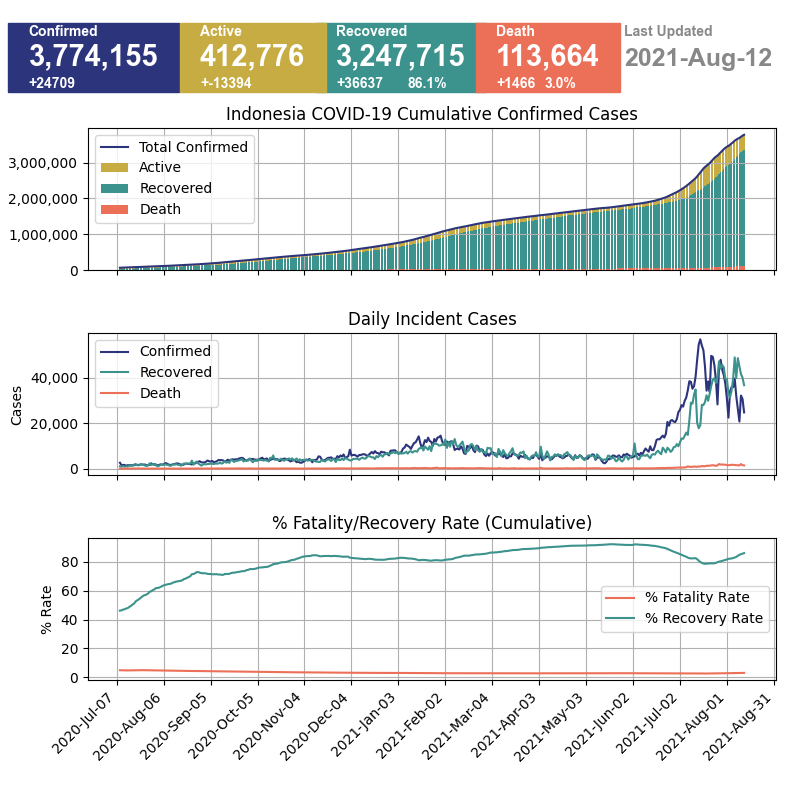 Confirmed Active Recovered Death Last Updated
3,774,155 412,776 3,247,715 113,664 2021-Aug-12
+24709 +-13394 +36637 86.1% +1466 3.0%
Indonesia COVID-19 Cumulative Confirmed Cases
Total Confirmed
Active
Recovered
Death
3,000,000
2,000,000
1,000,000
0
Daily Incident Cases
Confirmed
Recovered
Death
Cases
40,000
20,000
0
% Fatality/Recovery Rate (Cumulative)
% Rate
80
60
40
20
0
% Fatality Rate
% Recovery Rate
2020-Jul-07
2020-Aug-06
2020-Sep-05
2020-Oct-05
2020-Nov-04
2020-Dec-04
2021-Jan-03
2021-Feb-02
2021-Mar-04
2021-Apr-03
2021-May-03
2021-Jun-02
2021-Jul-02
2021-Aug-01
2021-Aug-31